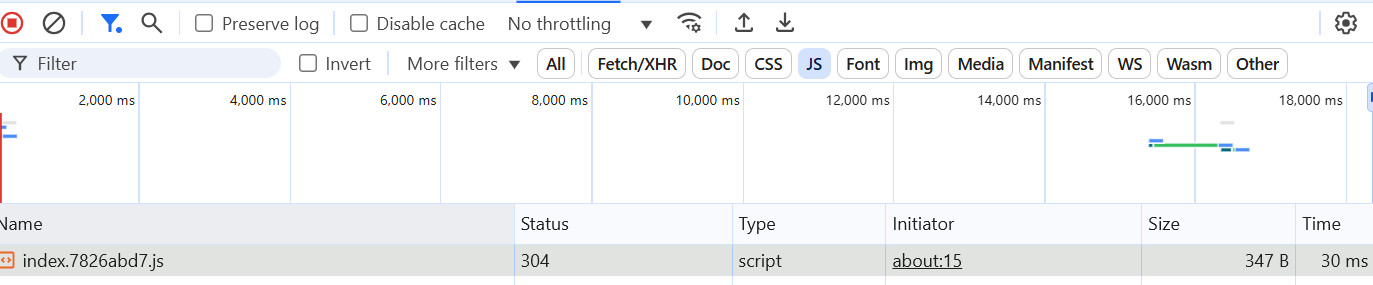 Preserve log Disable cache No throttling
Filter Invert More filters All Fetch/XHR Doc CSS JS Font Img Media Manifest WS Wasm Other
2,000 ms 4,000 ms 6,000 ms 8,000 ms 10,000 ms 12,000 ms 14,000 ms 16,000 ms 18,000 ms
Name Status Type Initiator Size Time
index.7826abd7.js 304 script about:15 347 B 30 ms